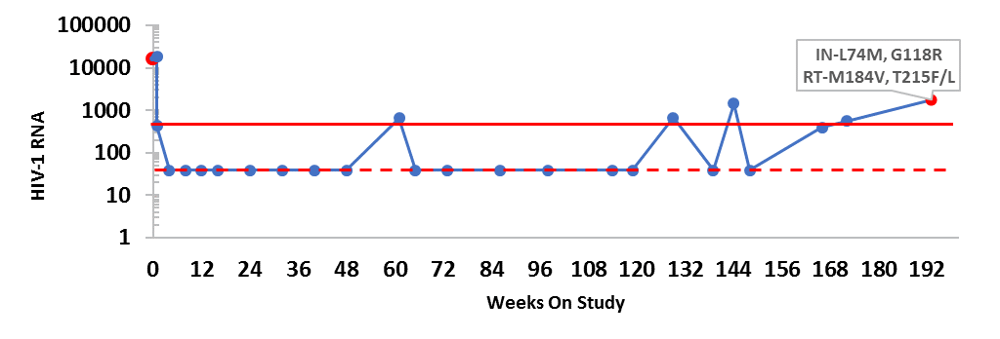 100000
10000
1000
100
10
1
HIV-1 RNA
IN-L74M, G118R
RT-M184V, T215F/L
0 12 24 36 48 60 72 84 96 108 120 132 144 156 168 180 192
Weeks On Study